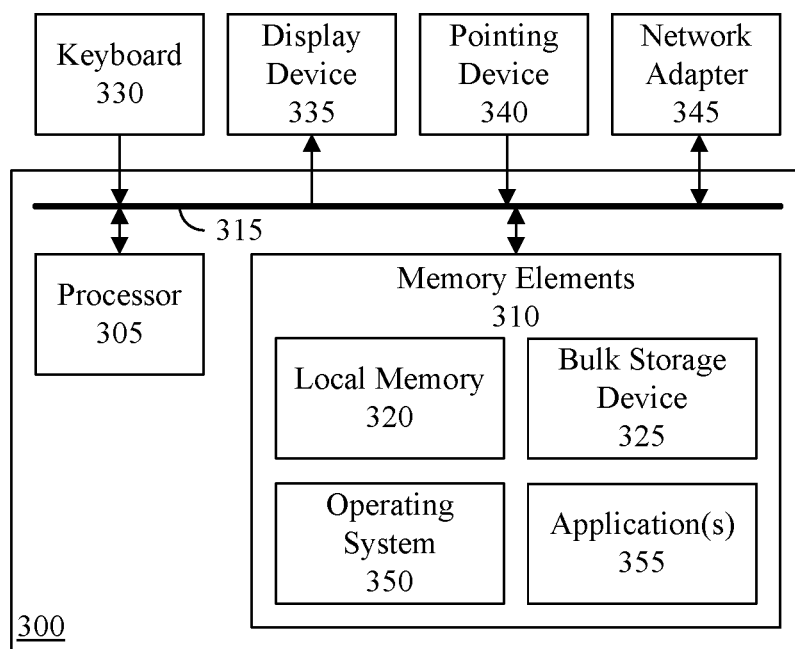 Keyboard
330
Display
Device
335
Pointing
Device
340
Network
Adapter
345
315
Processor
305
Memory Elements
310
Local Memory
320
Bulk Storage
Device
325
Operating
System
350
Application(s)
355
300